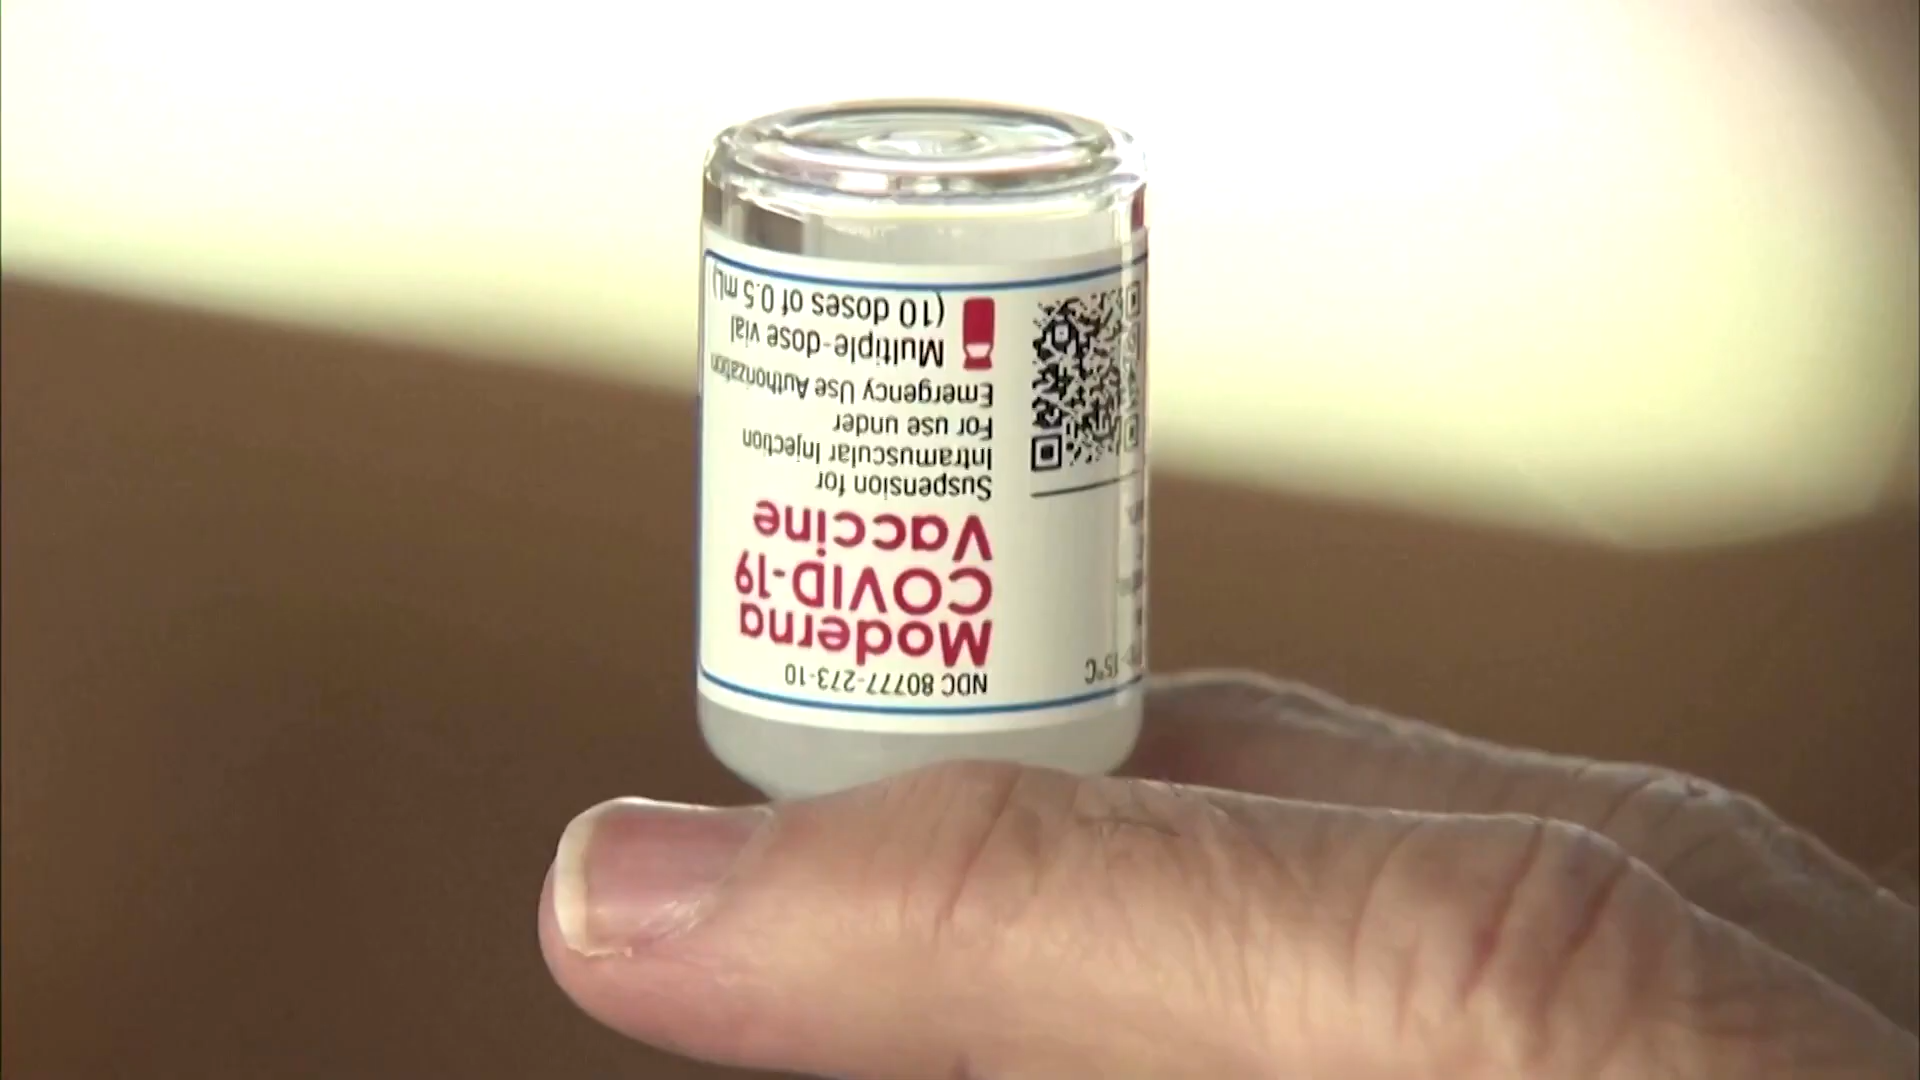 NDC 80777-273-10
Moderna
COVID-19
Vaccine
Suspension for
Intramuscular Injection
For use under
Emergency Use Authorization
Multiple-dose vial
(10 doses of 0.5 mL)
15°C